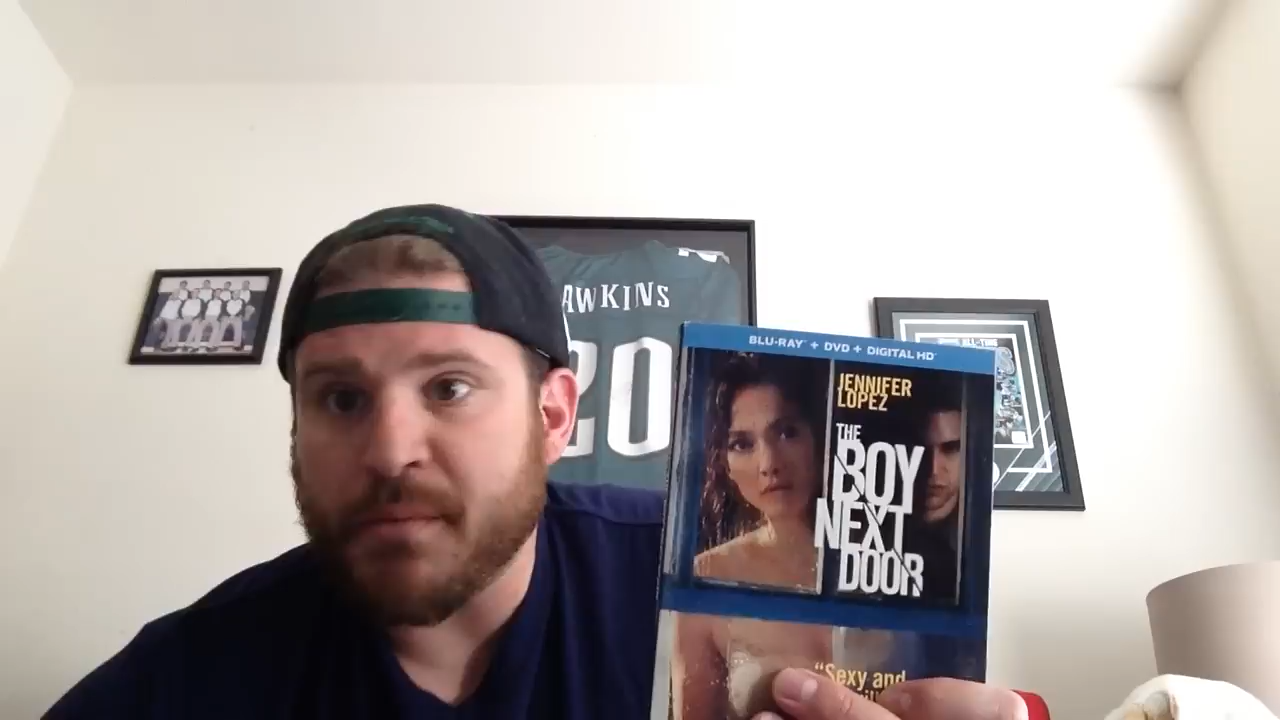 AWKINS
20
BLU-RAY + DVD + DIGITAL HD
JENNIFER
LOPEZ
THE
BOY
NEXT
DOOR
"Sexy and